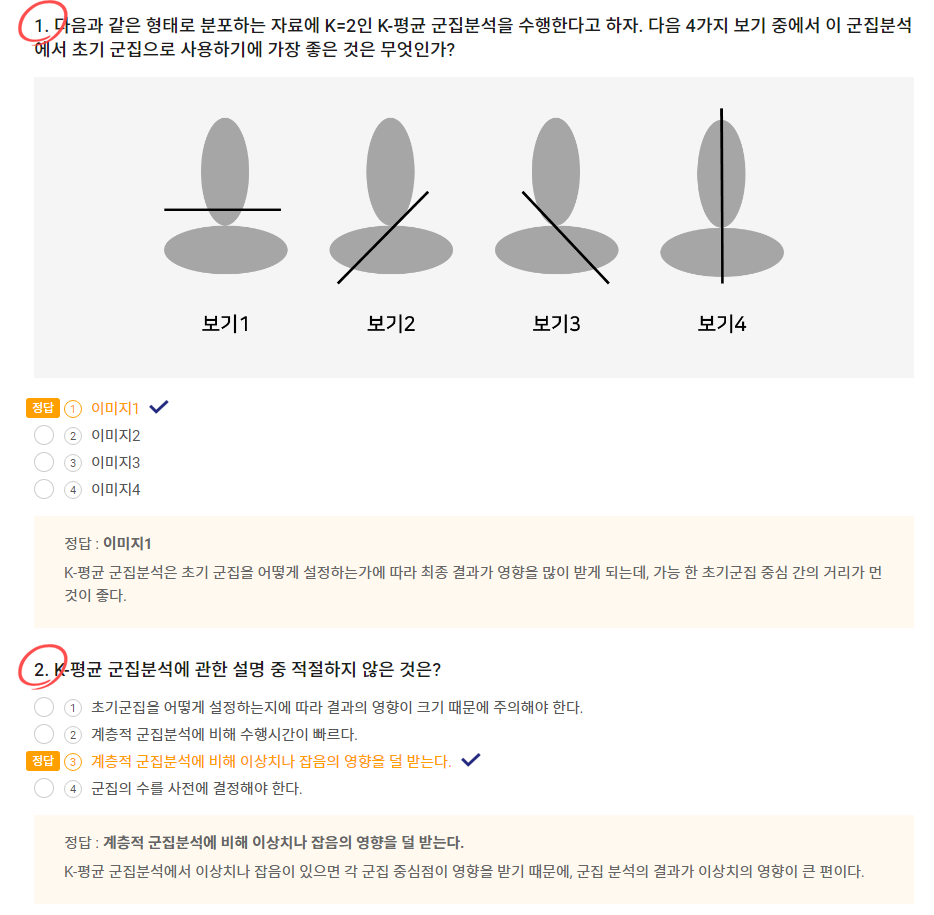 1. 다음과 같은 형태로 분포하는 자료에 K=2인 K-평균 군집분석을 수행한다고 하자. 다음 4가지 보기 중에서 이 군집분석
에서 초기 군집으로 사용하기에 가장 좋은 것은 무엇인가?
보기1 보기2 보기3 보기4
정답 1 이미지1
2 이미지2
3 이미지3
4 이미지4
정답 : 이미지1
K-평균 군집분석은 초기 군집을 어떻게 설정하는가에 따라 최종 결과가 영향을 많이 받게 되는데, 가능 한 초기군집 중심 간의 거리가 먼
것이 좋다.
2. K-평균 군집분석에 관한 설명 중 적절하지 않은 것은?
1 초기군집을 어떻게 설정하는지에 따라 결과의 영향이 크기 때문에 주의해야 한다.
2 계층적 군집분석에 비해 수행시간이 빠르다.
정답 3 계층적 군집분석에 비해 이상치나 잡음의 영향을 덜 받는다.
4 군집의 수를 사전에 결정해야 한다.
정답 : 계층적 군집분석에 비해 이상치나 잡음의 영향을 덜 받는다.
K-평균 군집분석에서 이상치나 잡음이 있으면 각 군집 중심점이 영향을 받기 때문에, 군집 분석의 결과가 이상치의 영향이 큰 편이다.